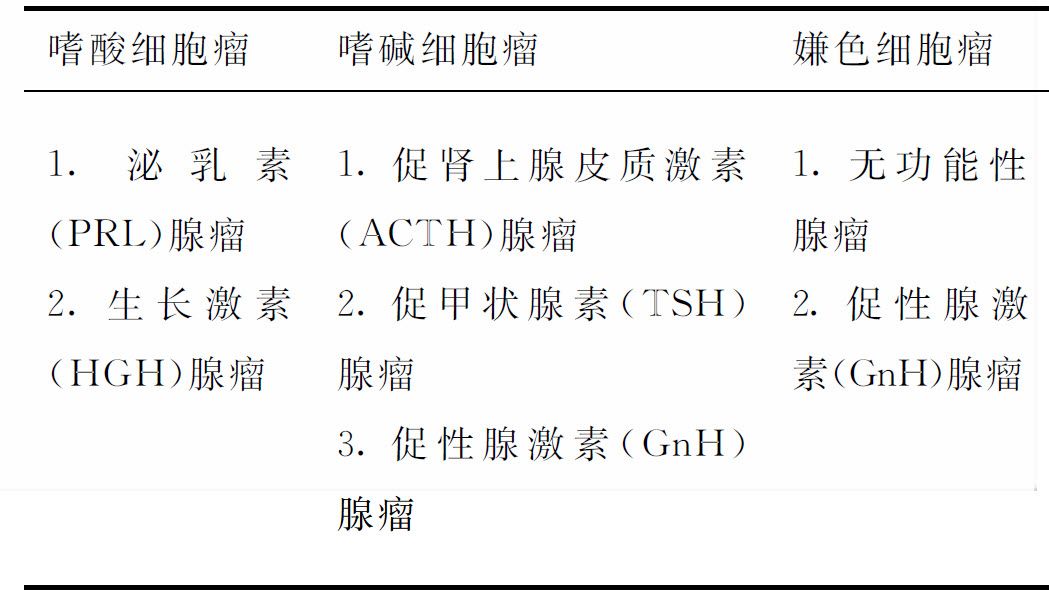 嗜酸细胞瘤 嗜碱细胞瘤 嫌色细胞瘤
1. 泌乳素
(PRL)腺瘤
2. 生长激素
(HGH)腺瘤
1. 促肾上腺皮质激素
(ACTH)腺瘤
2. 促甲状腺素(TSH)
腺瘤
3. 促性腺激素(GnH)
腺瘤
1. 无功能性
腺瘤
2. 促性腺激
素(GnH)腺瘤